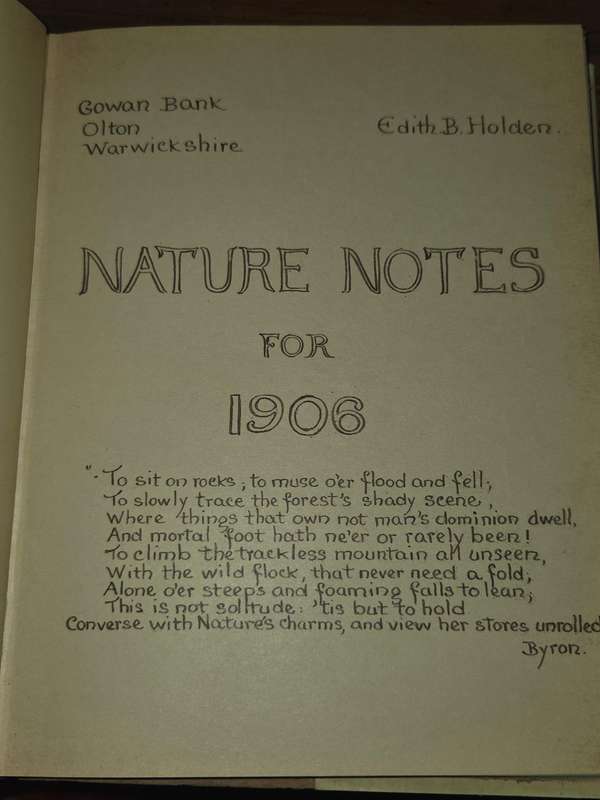 Gowan Bank
Olton
Warwickshire
Edith B. Holden.
NATURE NOTES
FOR
1906
"To sit on rocks; to muse o'er flood and fell;
To slowly trace the forest's shady scene,
Where things that own not man's dominion dwell,
And mortal foot hath ne'er or rarely been!
To climb the trackless mountain all unseen,
With the wild flock, that never need a fold;
Alone o'er steeps and foaming falls to lean;
This is not solitude: 'tis but to hold
Converse with Nature's charms, and view her stores unrolled
Byron.